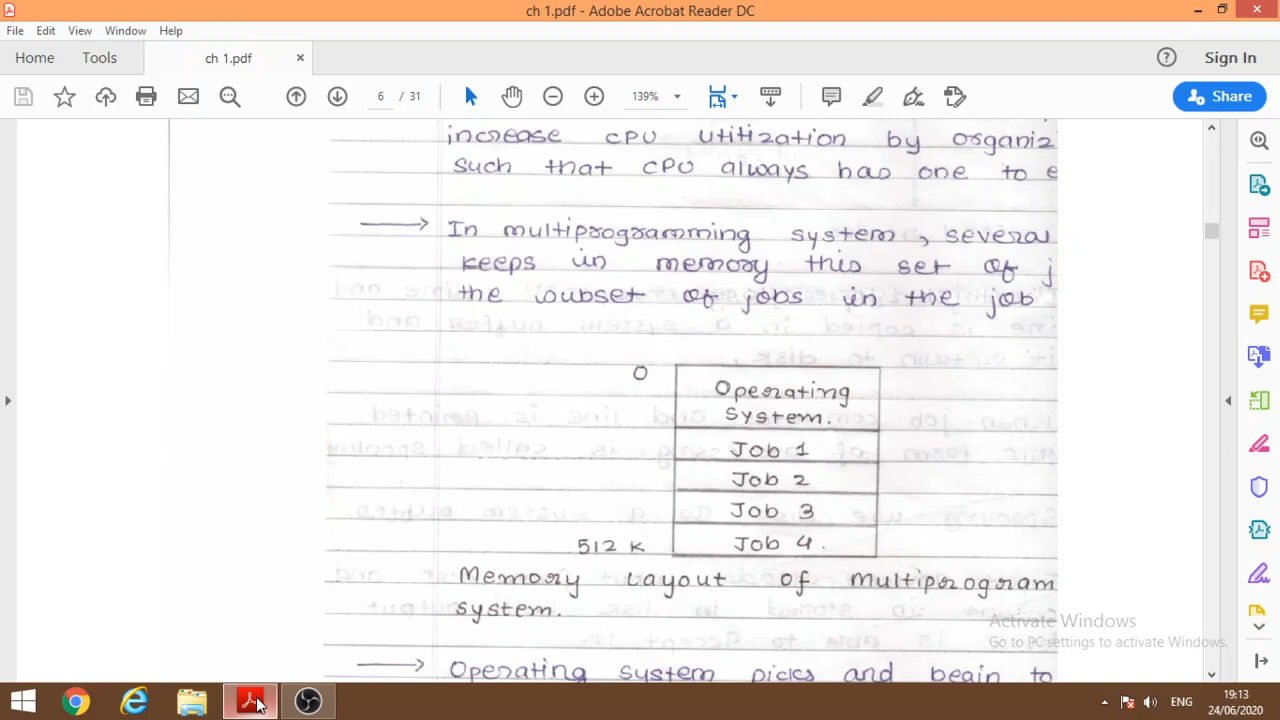 ch 1.pdf - Adobe Acrobat Reader DC
File Edit View Window Help
Home Tools ch 1.pdf × Sign In
6 / 31 139% Share
increase CPU utitization by organiz
such that CPU always has one to e
In multiprogramming system, several
keeps in memory this set of j
the subset of jobs in the job
0
Operating
System.
Job 1
Job 2
Job 3
512 K Job 4.
Memory Layout of multiprogram
system.
Activate Windows
Go to PC settings to activate Windows.
Operating system picks and begin to
ENG 19:13
24/06/2020